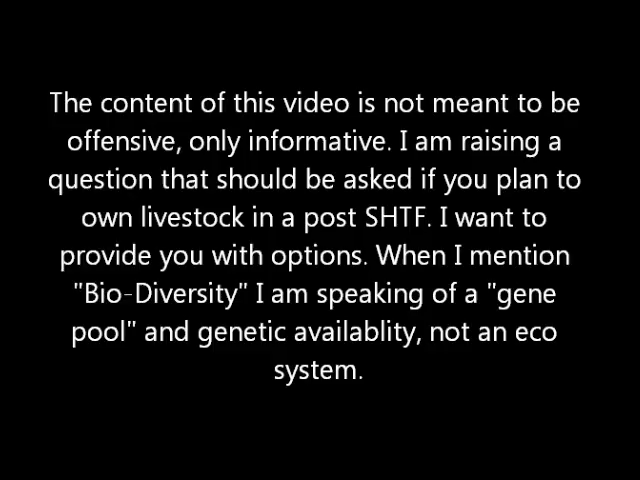 The content of this video is not meant to be
offensive, only informative. I am raising a
question that should be asked if you plan to
own livestock in a post SHTF. I want to
provide you with options. When I mention
"Bio-Diversity" I am speaking of a "gene
pool" and genetic availablity, not an eco
system.